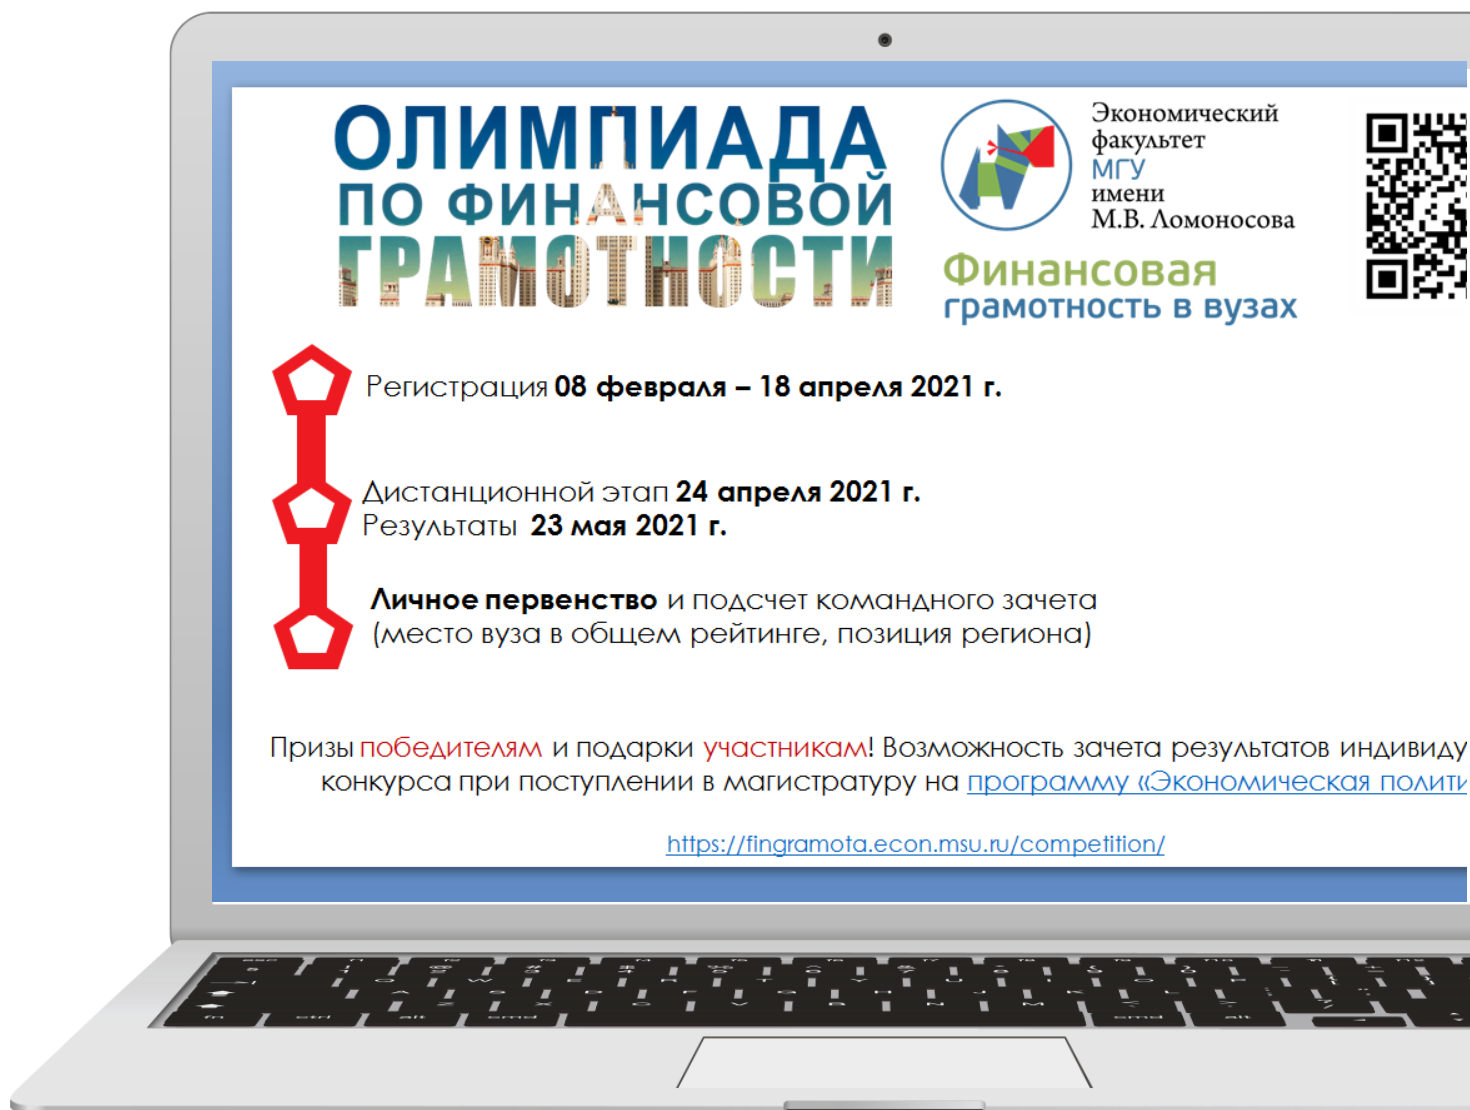 ОЛИМПИАДА
ПО ФИНАНСОВОЙ
ГРАМОТНОСТИ
Экономический
факультет
МГУ
имени
М.В. Ломоносова
Финансовая
грамотность в вузах
Регистрация 08 февраля – 18 апреля 2021 г.
Дистанционной этап 24 апреля 2021 г.
Результаты 23 мая 2021 г.
Личное первенство и подсчет командного зачета
(место вуза в общем рейтинге, позиция региона)
Призы победителям и подарки участникам! Возможность зачета результатов индивиду
конкурса при поступлении в магистратуру на программу «Экономическая полити
https://fingramota.econ.msu.ru/competition/